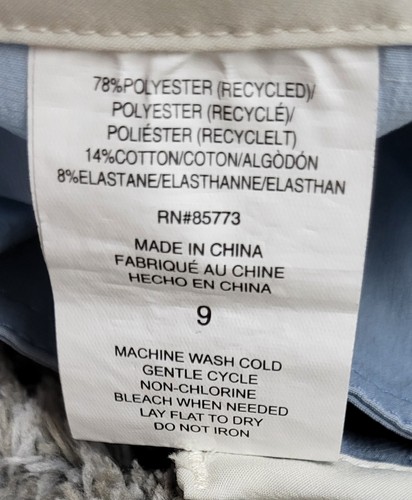 78%POLYESTER (RECYCLED)/
POLYESTER (RECYCLÉ)/
POLIÉSTER (RECYCLELT)
14%COTTON/COTON/ALGÒDÓN
8%ELASTANE/ELASTHANNE/ELASTHAN
RN#85773
MADE IN CHINA
FABRIQUÉ AU CHINE
HECHO EN CHINA
9
MACHINE WASH COLD
GENTLE CYCLE
NON-CHLORINE
BLEACH WHEN NEEDED
LAY FLAT TO DRY
DO NOT IRON